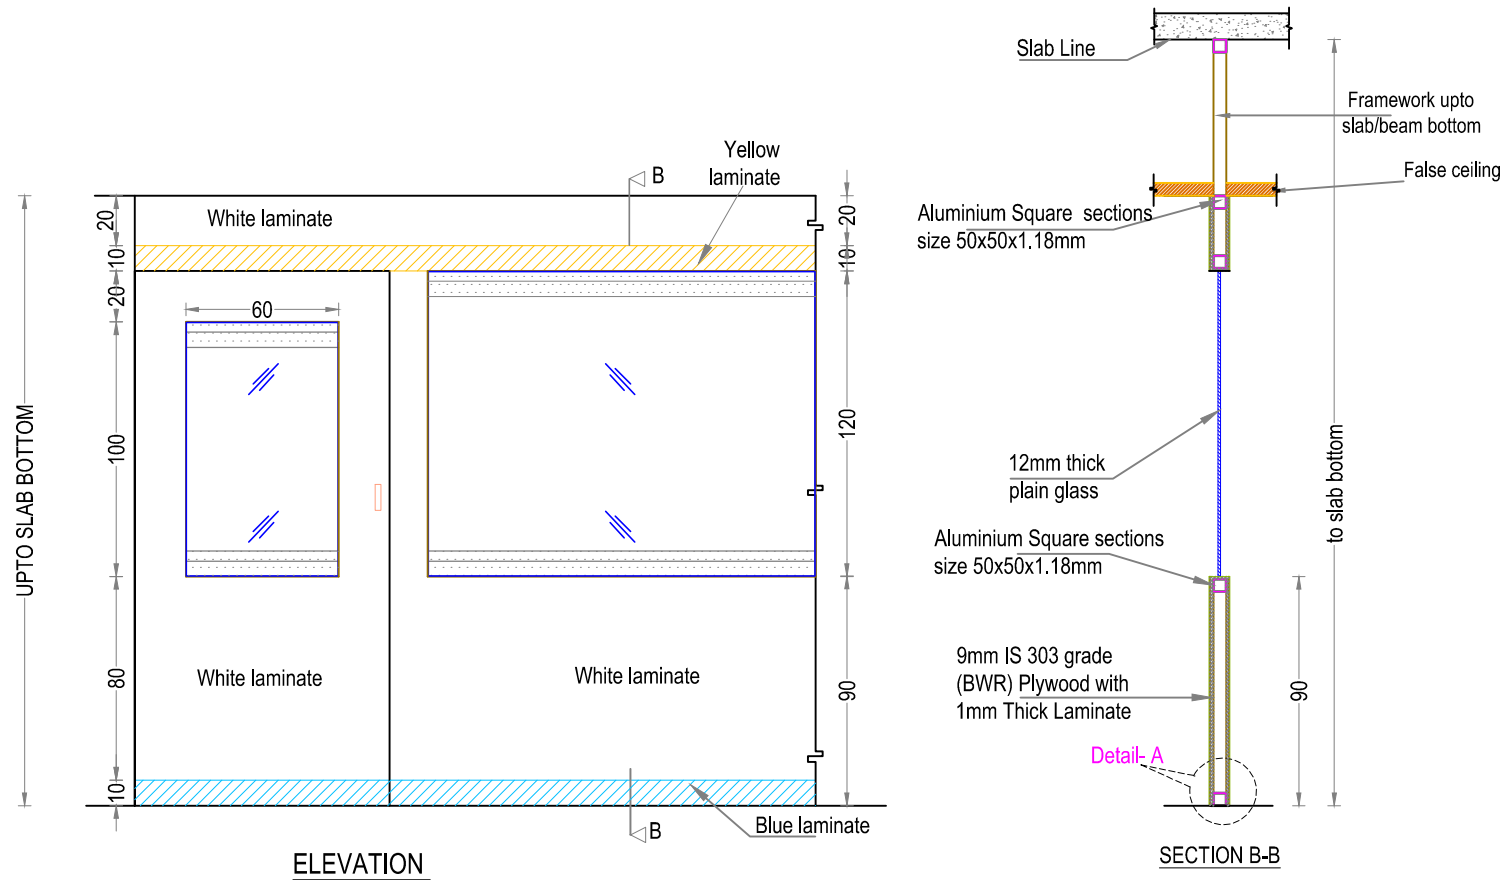 Yellow
laminate
B
White laminate
20
10
20
100
80
10
UPTO SLAB BOTTOM
60
20
10
120
90
White laminate
White laminate
Blue laminate
B
ELEVATION
Slab Line
Framework upto
slab/beam bottom
False ceiling
Aluminium Square sections
size 50x50x1.18mm
12mm thick
plain glass
to slab bottom
Aluminium Square sections
size 50x50x1.18mm
9mm IS 303 grade
(BWR) Plywood with
1mm Thick Laminate
90
Detail- A
SECTION B-B